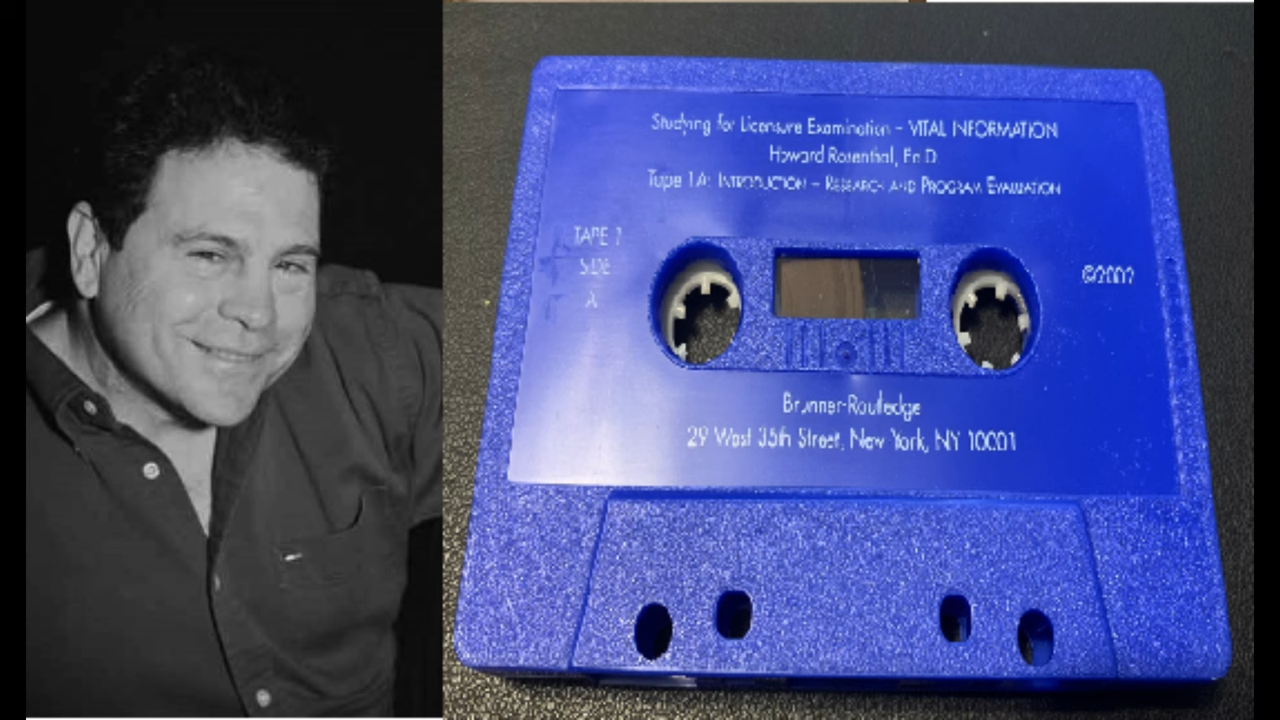 Studying for Licensure Examination – VITAL INFORMATION
Howard Rosenthal, Ed.D.
Tape 1A: INTRODUCTION – RESEARCH AND PROGRAM EVALUATION
TAPE 1
SIDE
A
©2002
Brunner-Routledge
29 West 35th Street, New York, NY 10001